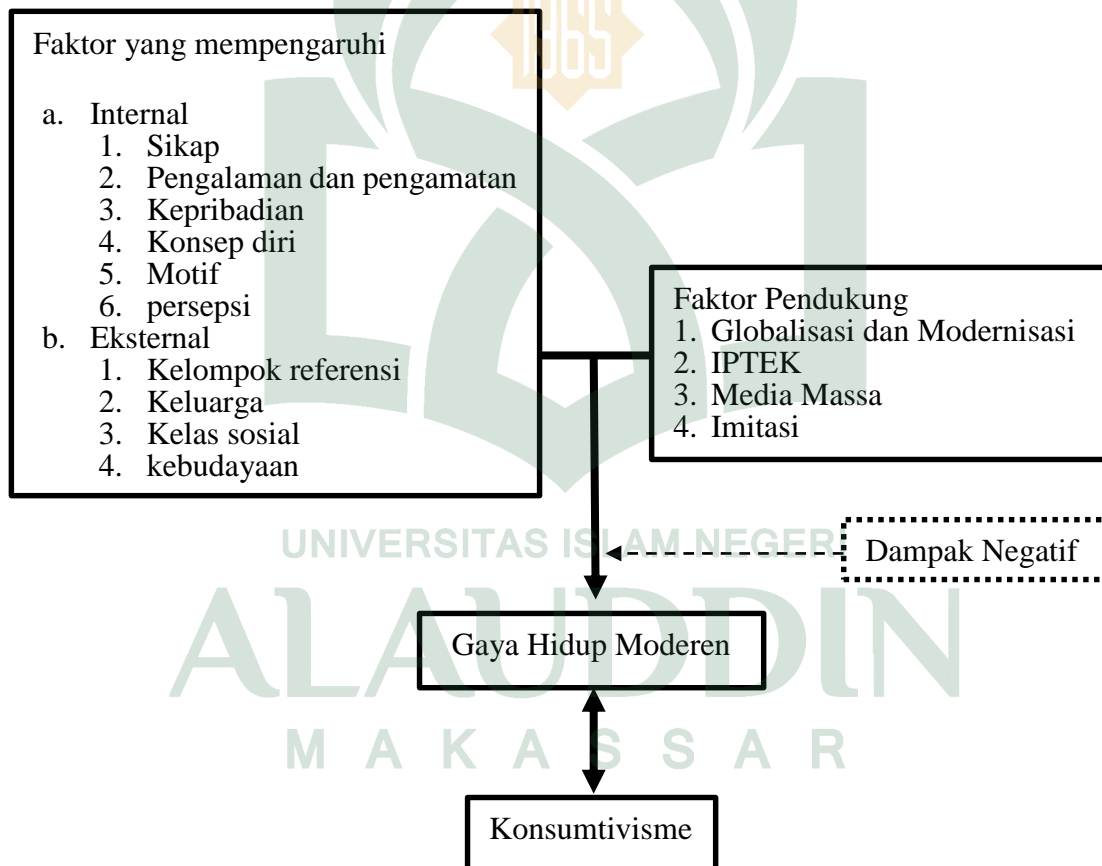 1965
Faktor yang mempengaruhi
a. Internal
1. Sikap
2. Pengalaman dan pengamatan
3. Kepribadian
4. Konsep diri
5. Motif
6. persepsi
b. Eksternal
1. Kelompok referensi
2. Keluarga
3. Kelas sosial
4. kebudayaan
Faktor Pendukung
1. Globalisasi dan Modernisasi
2. IPTEK
3. Media Massa
4. Imitasi
UNIVERSITAS ISLAM NEGERI
Dampak Negatif
ALAUDDIN
Gaya Hidup Moderen
MAKASSAR
Konsumtivisme